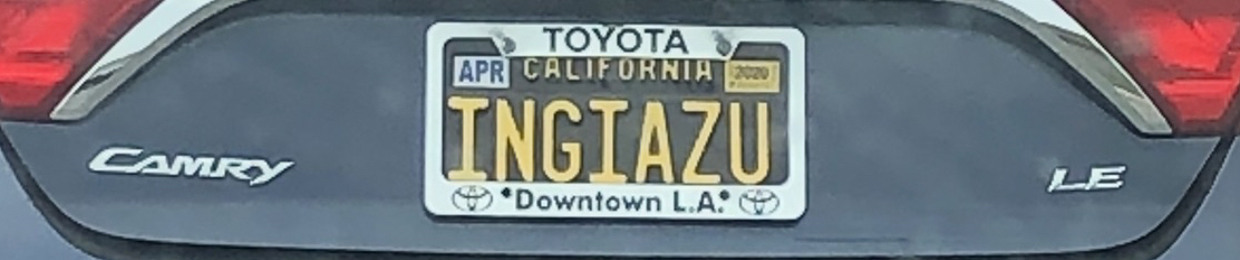 TOYOTA
APR CALIFORNIA 2020
INGIAZU
CAMRY
LE
*Downtown L.A.*